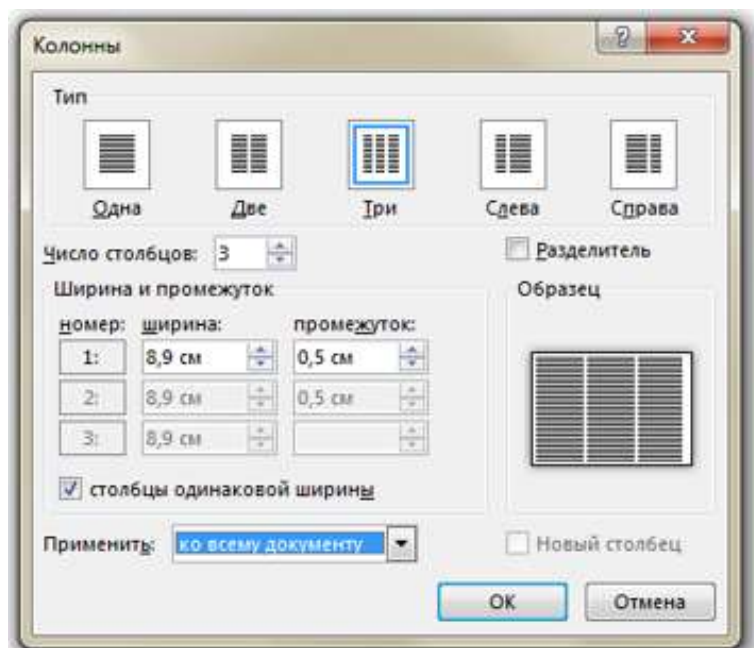 Колонны
Тип
Одна Две Три Слева Справа
Число столбцов: 3 Разделитель
Ширина и промежуток Образец
номер: ширина: промежуток:
1: 8,9 см 0,5 см
2: 8,9 см 0,5 см
3: 8,9 см
столбцы одинаковой ширины
Применить: ко всему документу Новый столбец
ОК Отмена